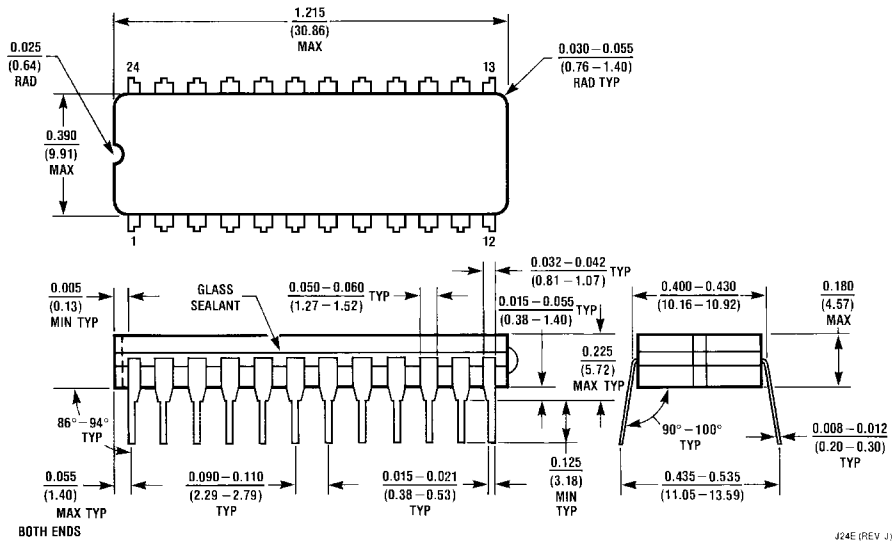 1.215
(30.86)
MAX
0.025
(0.64)
RAD
24
13
0.030 – 0.055
(0.76 – 1.40)
RAD TYP
0.390
(9.91)
MAX
1
12
0.005
(0.13)
MIN TYP
GLASS
SEALANT
0.050 – 0.060
(1.27 – 1.52)
TYP
0.032 – 0.042
(0.81 – 1.07)
TYP
0.015 – 0.055
(0.38 – 1.40)
TYP
0.400 – 0.430
(10.16 – 10.92)
0.180
(4.57)
MAX
0.225
(5.72)
MAX TYP
86° – 94°
TYP
90° – 100°
TYP
0.008 – 0.012
(0.20 – 0.30)
TYP
0.055
(1.40)
MAX TYP
BOTH ENDS
0.090 – 0.110
(2.29 – 2.79)
TYP
0.015 – 0.021
(0.38 – 0.53)
TYP
0.125
(3.18)
MIN
TYP
0.435 – 0.535
(11.05 – 13.59)
J24E (REV J)